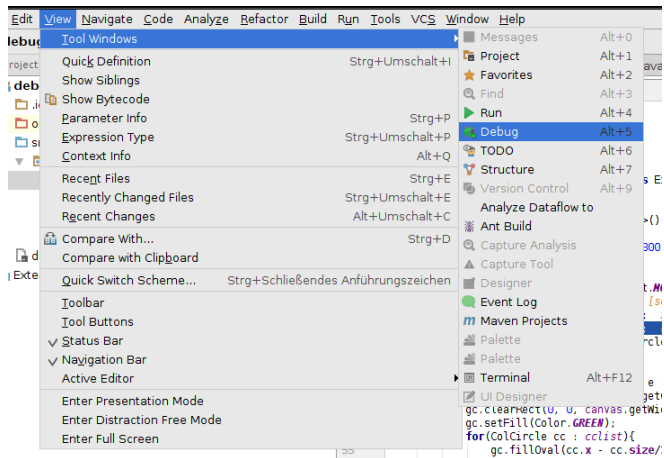 Edit View Navigate Code Analyze Refactor Build Run Tools VCS Window Help
Tool Windows
Quick Definition Strg+Umschalt+I
Show Siblings
Show Bytecode
Parameter Info Strg+P
Expression Type Strg+Umschalt+P
Context Info Alt+Q
Recent Files Strg+E
Recently Changed Files Strg+Umschalt+E
Recent Changes Alt+Umschalt+C
Compare With... Strg+D
Compare with Clipboard
Quick Switch Scheme... Strg+Schließendes Anführungszeichen
Toolbar
Tool Buttons
Status Bar
Navigation Bar
Active Editor
Enter Presentation Mode
Enter Distraction Free Mode
Enter Full Screen
Messages Alt+0
Project Alt+1
Favorites Alt+2
Find Alt+3
Run Alt+4
Debug Alt+5
TODO Alt+6
Structure Alt+7
Version Control Alt+9
Analyze Dataflow to
Ant Build
Capture Analysis
Capture Tool
Designer
Event Log
Maven Projects
Palette
Palette
Terminal Alt+F12
UI Designer
gc.clearRect(0, 0, canvas.getWi
gc.setFill(Color.GREEN);
for(ColCircle cc : cclist){
gc.fillOval(cc.x - cc.size/
55